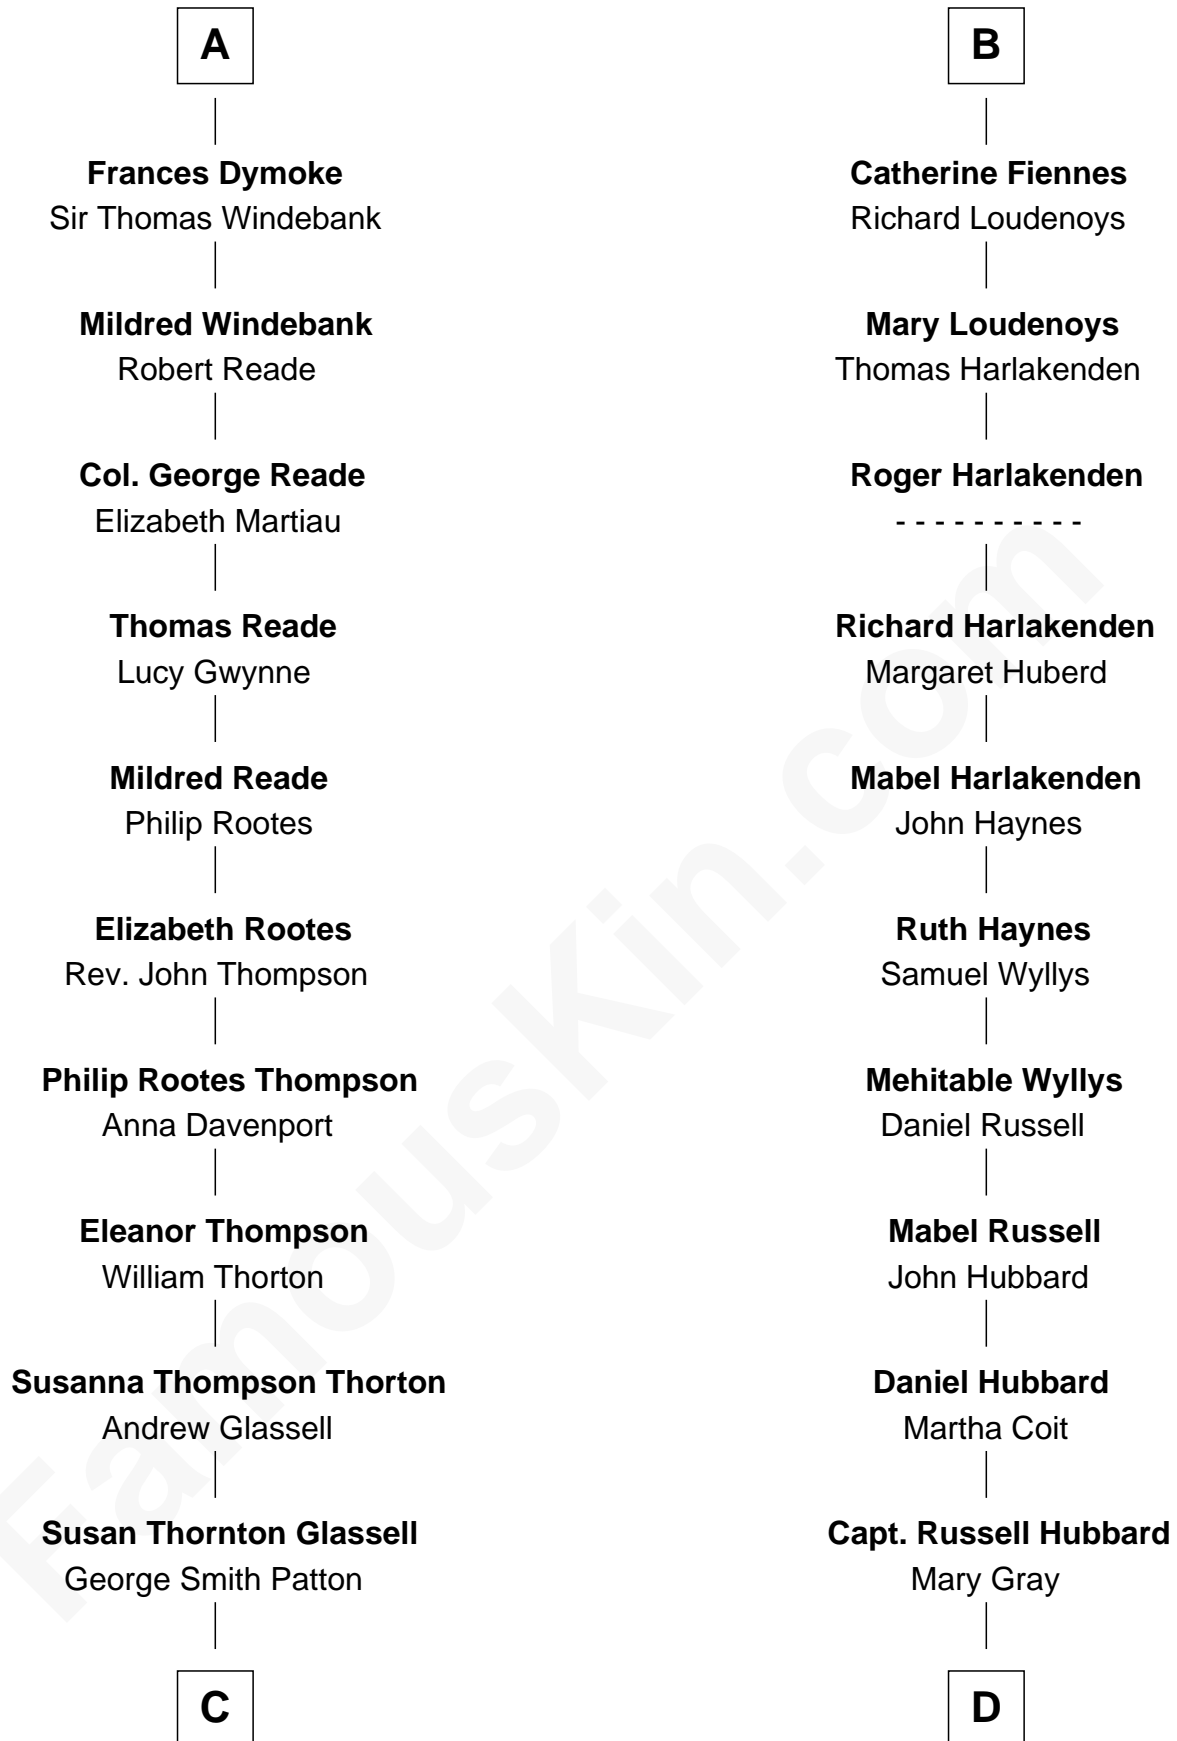 A
Frances Dymoke
Sir Thomas Windebank
Mildred Windebank
Robert Reade
Col. George Reade
Elizabeth Martiau
Thomas Reade
Lucy Gwynne
Mildred Reade
Philip Rootes
Elizabeth Rootes
Rev. John Thompson
Philip Rootes Thompson
Anna Davenport
Eleanor Thompson
William Thorton
Susanna Thompson Thorton
Andrew Glassell
Susan Thornton Glassell
George Smith Patton
C
B
Catherine Fiennes
Richard Loudenoys
Mary Loudenoys
Thomas Harlakenden
Roger Harlakenden
- - - - - - - - - -
Richard Harlakenden
Margaret Huberd
Mabel Harlakenden
John Haynes
Ruth Haynes
Samuel Wyllys
Mehitable Wyllys
Daniel Russell
Mabel Russell
John Hubbard
Daniel Hubbard
Martha Coit
Capt. Russell Hubbard
Mary Gray
D
FamousKin.com